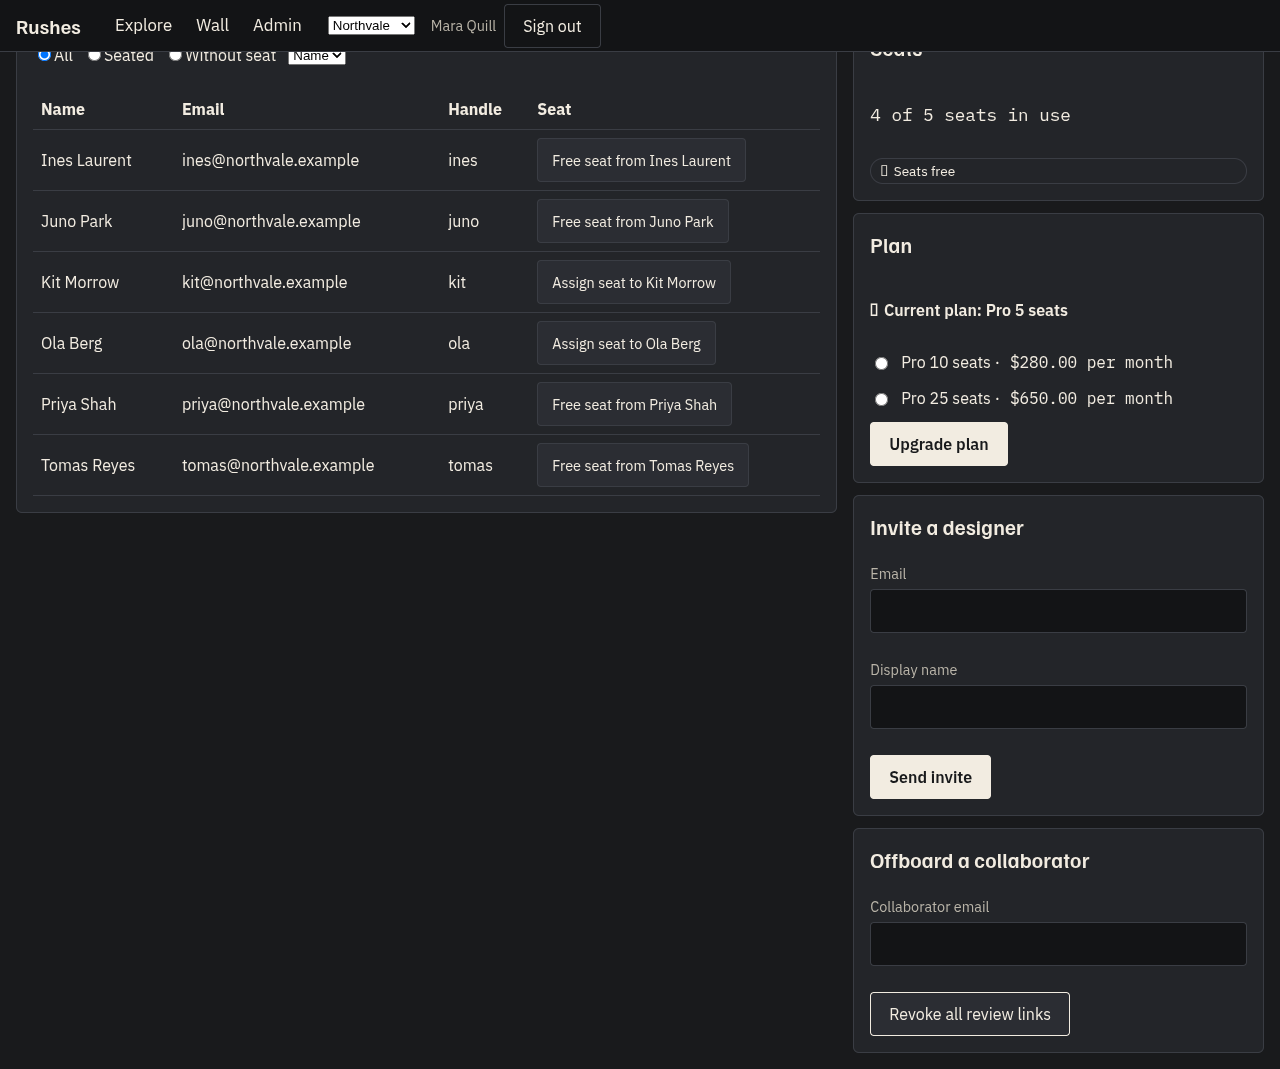 Rushes Explore Wall Admin Northvale Mara Quill Sign out
All Seated Without seat Name
Name Email Handle Seat
Ines Laurent ines@northvale.example ines Free seat from Ines Laurent
Juno Park juno@northvale.example juno Free seat from Juno Park
Kit Morrow kit@northvale.example kit Assign seat to Kit Morrow
Ola Berg ola@northvale.example ola Assign seat to Ola Berg
Priya Shah priya@northvale.example priya Free seat from Priya Shah
Tomas Reyes tomas@northvale.example tomas Free seat from Tomas Reyes
Seats
4 of 5 seats in use
Seats free
Plan
Current plan: Pro 5 seats
Pro 10 seats · $280.00 per month
Pro 25 seats · $650.00 per month
Upgrade plan
Invite a designer
Email
Display name
Send invite
Offboard a collaborator
Collaborator email
Revoke all review links